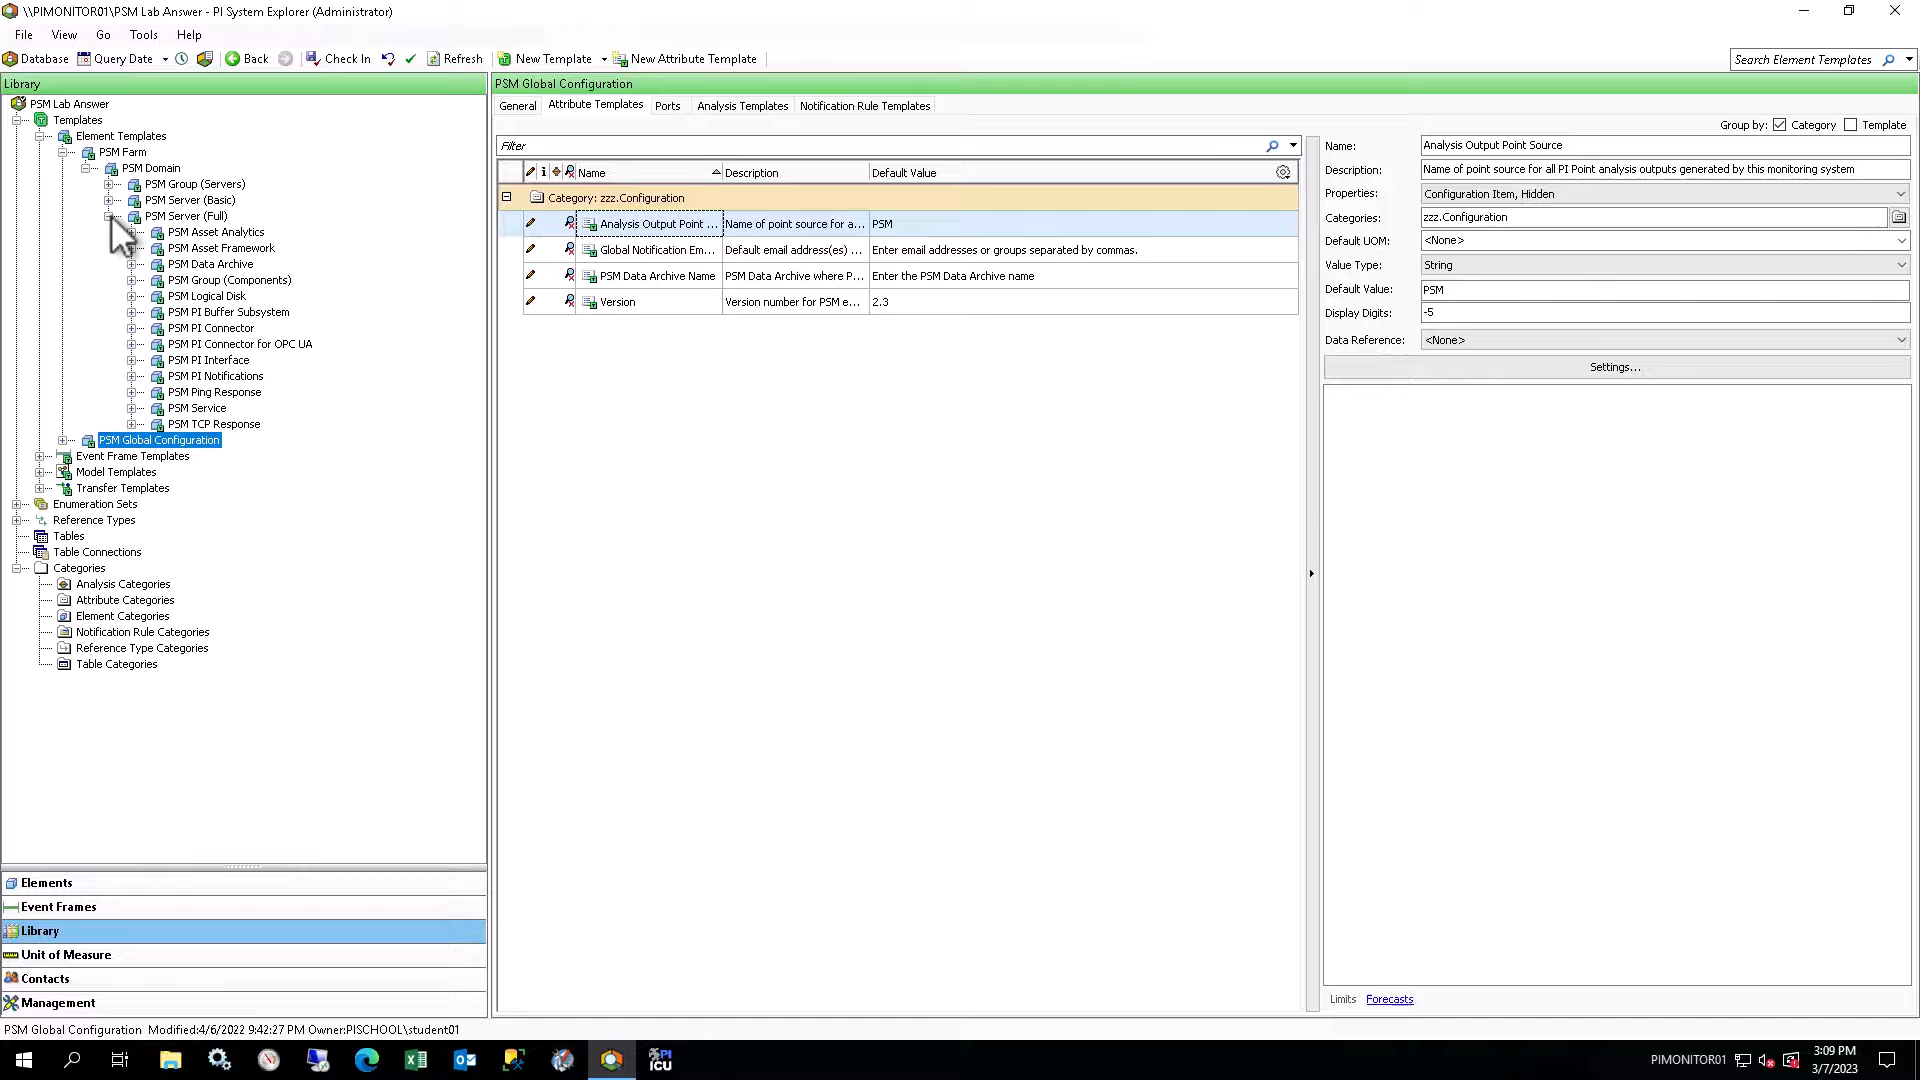 \\PIMONITOR01\PSM Lab Answer - PI System Explorer (Administrator)
File View Go Tools Help
Database Query Date Back Check In Refresh New Template New Attribute Template
Search Element Templates
Library
PSM Lab Answer
Templates
Element Templates
PSM Farm
PSM Domain
PSM Group (Servers)
PSM Server (Basic)
PSM Server (Full)
PSM Asset Analytics
PSM Asset Framework
PSM Data Archive
PSM Group (Components)
PSM Logical Disk
PSM PI Buffer Subsystem
PSM PI Connector
PSM PI Connector for OPC UA
PSM PI Interface
PSM PI Notifications
PSM Ping Response
PSM Service
PSM TCP Response
PSM Global Configuration
Event Frame Templates
Model Templates
Transfer Templates
Enumeration Sets
Reference Types
Tables
Table Connections
Categories
Analysis Categories
Attribute Categories
Element Categories
Notification Rule Categories
Reference Type Categories
Table Categories
Elements
Event Frames
Library
Unit of Measure
Contacts
Management
PSM Global Configuration
General Attribute Templates Ports Analysis Templates Notification Rule Templates
Group by: Category Template
Filter
Name Description Default Value
Category: zzz.Configuration
Analysis Output Point ... Name of point source for a... PSM
Global Notification Em... Default email address(es) ... Enter email addresses or groups separated by commas.
PSM Data Archive Name PSM Data Archive where P... Enter the PSM Data Archive name
Version Version number for PSM e... 2.3
Name: Analysis Output Point Source
Description: Name of point source for all PI Point analysis outputs generated by this monitoring system
Properties: Configuration Item, Hidden
Categories: zzz.Configuration
Default UOM: <None>
Value Type: String
Default Value: PSM
Display Digits: -5
Data Reference: <None>
Settings...
Limits Forecasts
PSM Global Configuration Modified:4/6/2022 9:42:27 PM Owner:PISCHOOL\student01
PI
ICU
PIMONITOR01
3:09 PM
3/7/2023